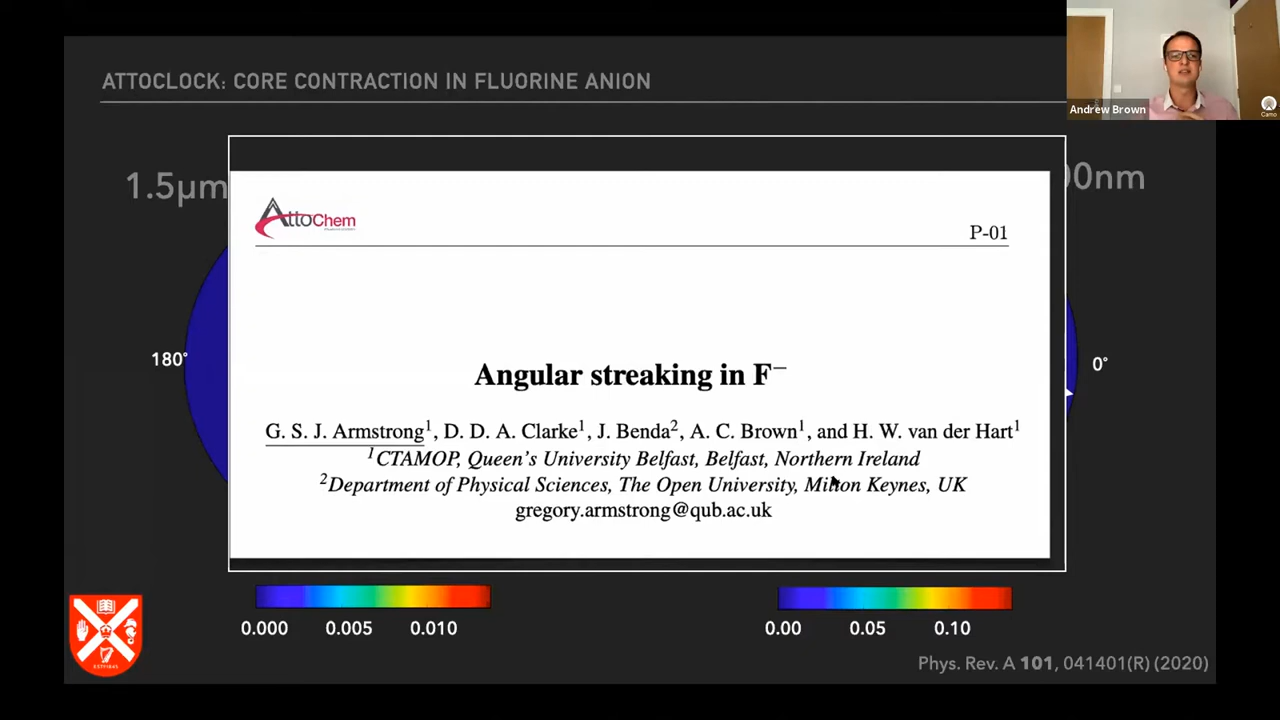 ATTOCLOCK: CORE CONTRACTION IN FLUORINE ANION
Andrew Brown
Camo
1.5µm
00nm
AttoChem
P-01
Angular streaking in F⁻
G. S. J. Armstrong¹, D. D. A. Clarke¹, J. Benda², A. C. Brown¹, and H. W. van der Hart¹
¹CTAMOP, Queen's University Belfast, Belfast, Northern Ireland
²Department of Physical Sciences, The Open University, Milton Keynes, UK
gregory.armstrong@qub.ac.uk
180°
0°
0.000 0.005 0.010
0.00 0.05 0.10
Phys. Rev. A 101, 041401(R) (2020)